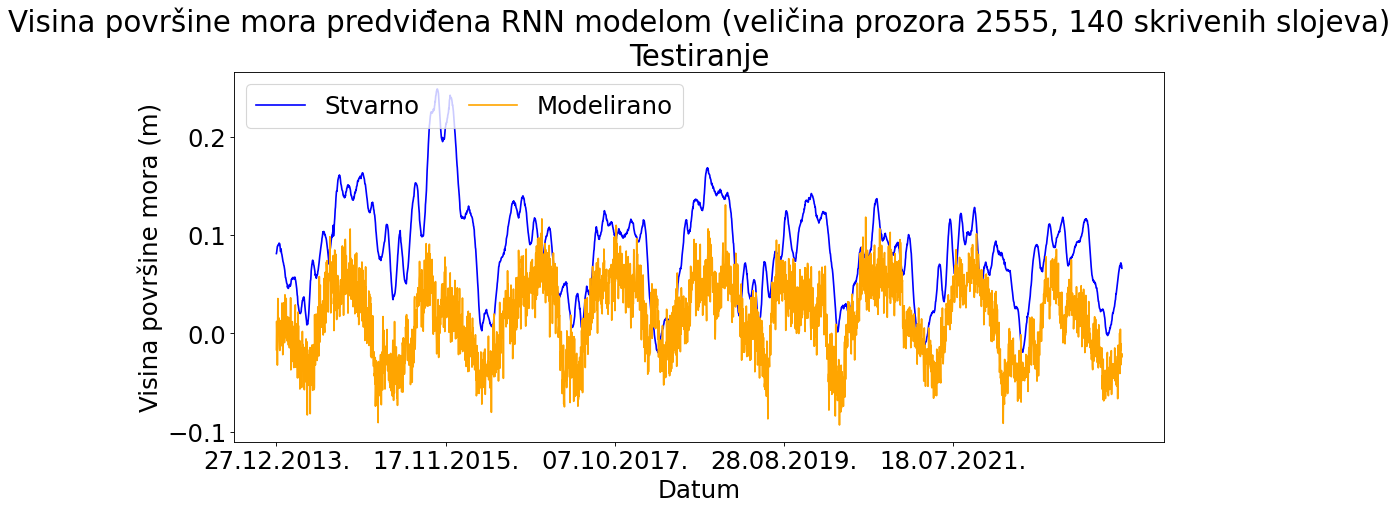 Visina površine mora predviđena RNN modelom (veličina prozora 2555, 140 skrivenih slojeva)
Testiranje
Stvarno
Modelirano
Visina površine mora (m)
0.2
0.1
0.0
−0.1
27.12.2013.
17.11.2015.
07.10.2017.
28.08.2019.
18.07.2021.
Datum